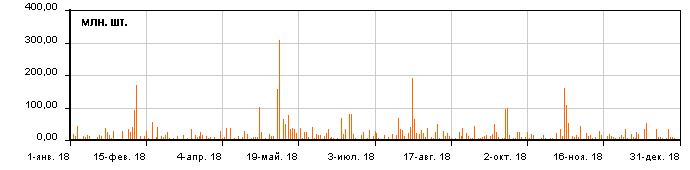 400,00
млн. шт.
300,00
200,00
100,00
0,00
1-янв. 18
15-фев. 18
4-апр. 18
19-май. 18
3-июл. 18
17-авг. 18
2-окт. 18
16-ноя. 18
31-дек. 18